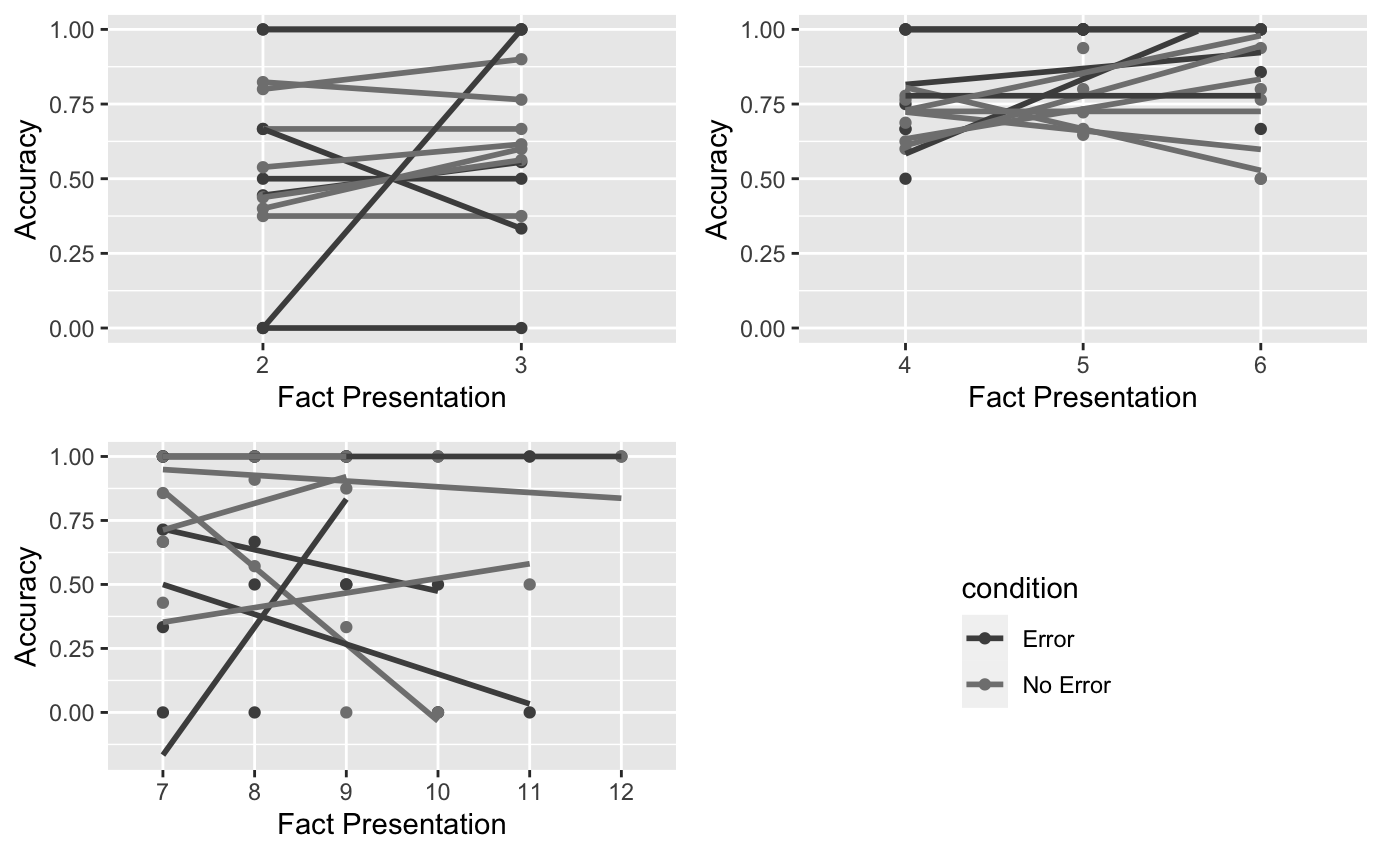 Accuracy
1.00
0.75
0.50
0.25
0.00
2 3
Fact Presentation
Accuracy
1.00
0.75
0.50
0.25
0.00
4 5 6
Fact Presentation
Accuracy
1.00
0.75
0.50
0.25
0.00
7 8 9 10 11 12
Fact Presentation
condition
Error
No Error